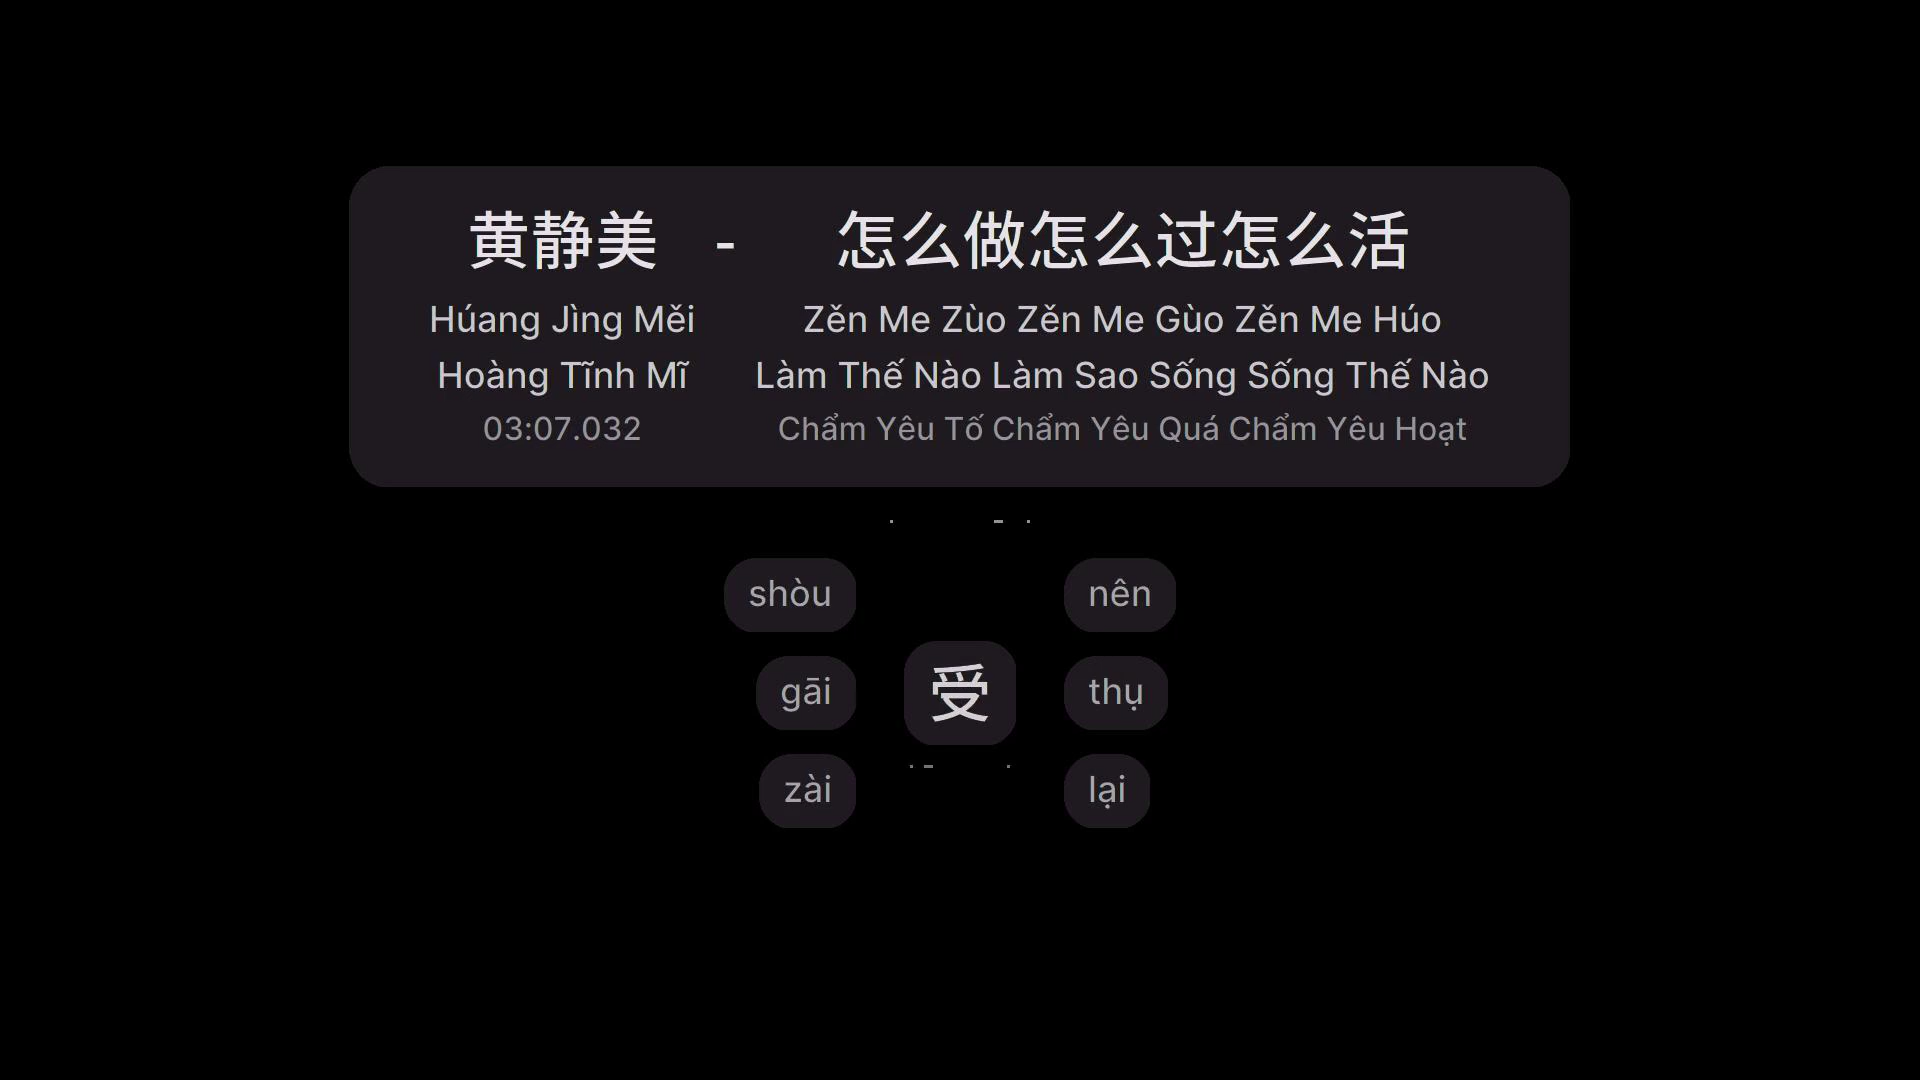 黄静美 - 怎么做怎么过怎么活
Húang Jìng Měi Zěn Me Zùo Zěn Me Gùo Zěn Me Húo
Hoàng Tĩnh Mĩ Làm Thế Nào Làm Sao Sống Sống Thế Nào
03:07.032 Chẩm Yêu Tố Chẩm Yêu Quá Chẩm Yêu Hoạt
shòu nên
gāi 受 thụ
zài lại